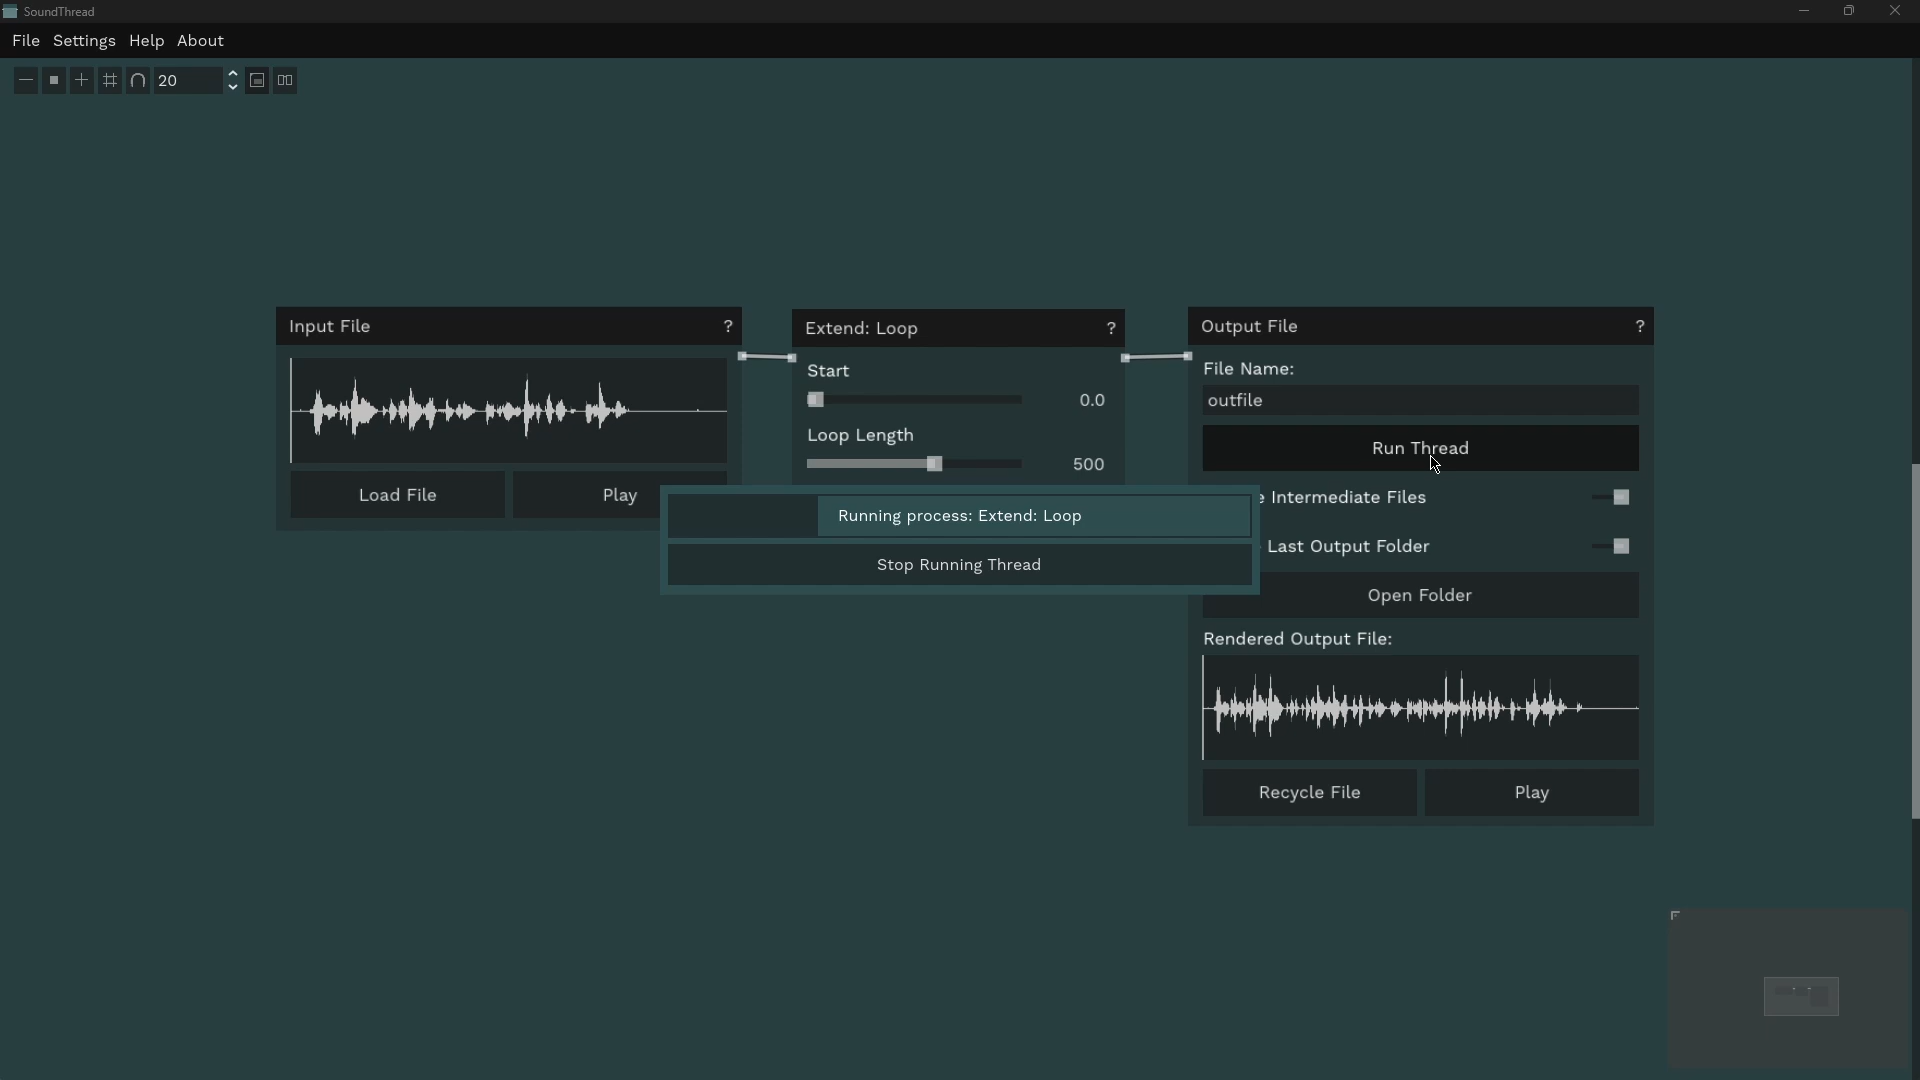 SoundThread
File Settings Help About
20
Input File ?
Load File Play
Extend: Loop ?
Start
0.0
Loop Length
500
Running process: Extend: Loop
Stop Running Thread
Output File ?
File Name:
outfile
Run Thread
e Intermediate Files
Last Output Folder
Open Folder
Rendered Output File:
Recycle File Play